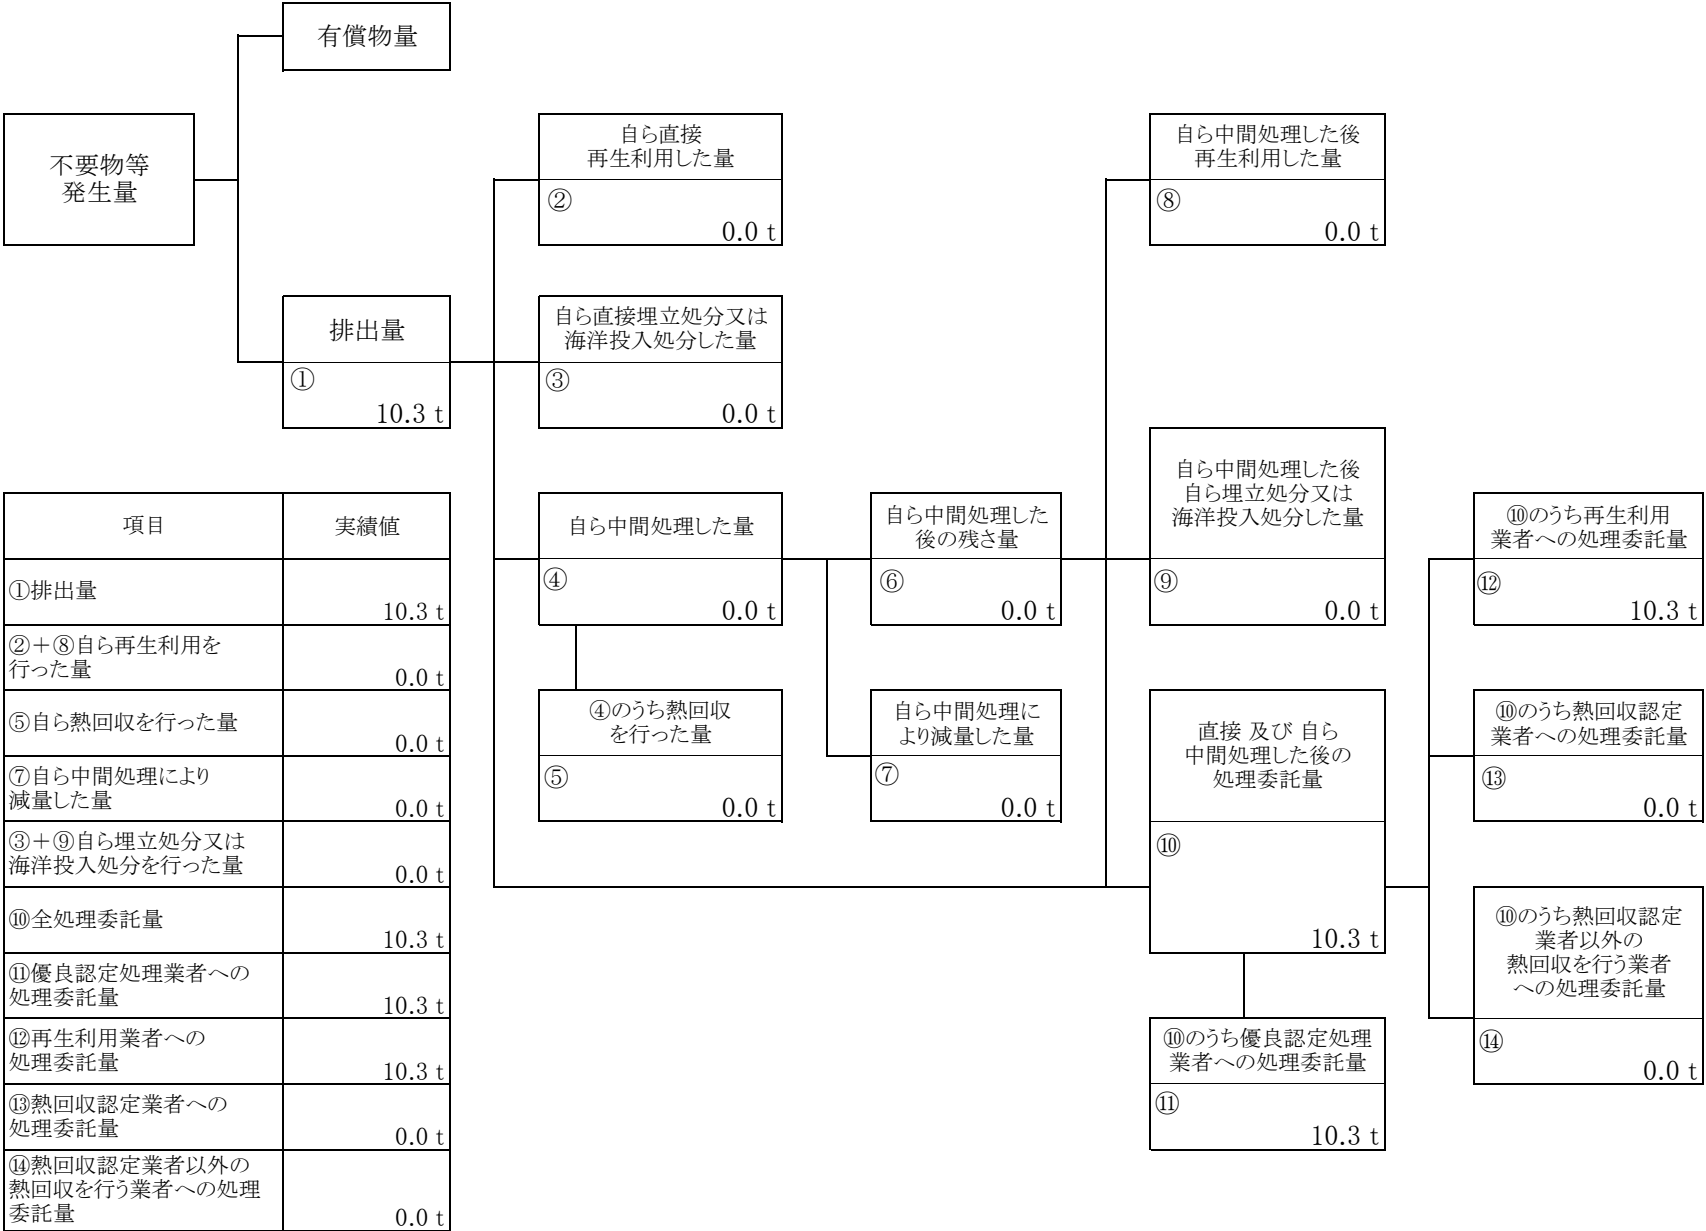 有償物量
不要物等
発生量
排出量
①
10.3 t
自ら直接
再生利用した量
②
0.0 t
自ら直接埋立処分又は
海洋投入処分した量
③
0.0 t
自ら中間処理した量
④
0.0 t
④のうち熱回収
を行った量
⑤
0.0 t
自ら中間処理した
後の残さ量
⑥
0.0 t
自ら中間処理に
より減量した量
⑦
0.0 t
自ら中間処理した後
再生利用した量
⑧
0.0 t
自ら中間処理した後
自ら埋立処分又は
海洋投入処分した量
⑨
0.0 t
直接 及び 自ら
中間処理した後の
処理委託量
⑩
10.3 t
⑩のうち優良認定処理
業者への処理委託量
⑪
10.3 t
⑩のうち再生利用
業者への処理委託量
⑫
10.3 t
⑩のうち熱回収認定
業者への処理委託量
⑬
0.0 t
⑩のうち熱回収認定
業者以外の
熱回収を行う業者
への処理委託量
⑭
0.0 t
項目
実績値
①排出量
10.3 t
②＋⑧自ら再生利用を
行った量
0.0 t
⑤自ら熱回収を行った量
0.0 t
⑦自ら中間処理により
減量した量
0.0 t
③＋⑨自ら埋立処分又は
海洋投入処分を行った量
0.0 t
⑩全処理委託量
10.3 t
⑪優良認定処理業者への
処理委託量
10.3 t
⑫再生利用業者への
処理委託量
10.3 t
⑬熱回収認定業者への
処理委託量
0.0 t
⑭熱回収認定業者以外の
熱回収を行う業者への処理
委託量
0.0 t